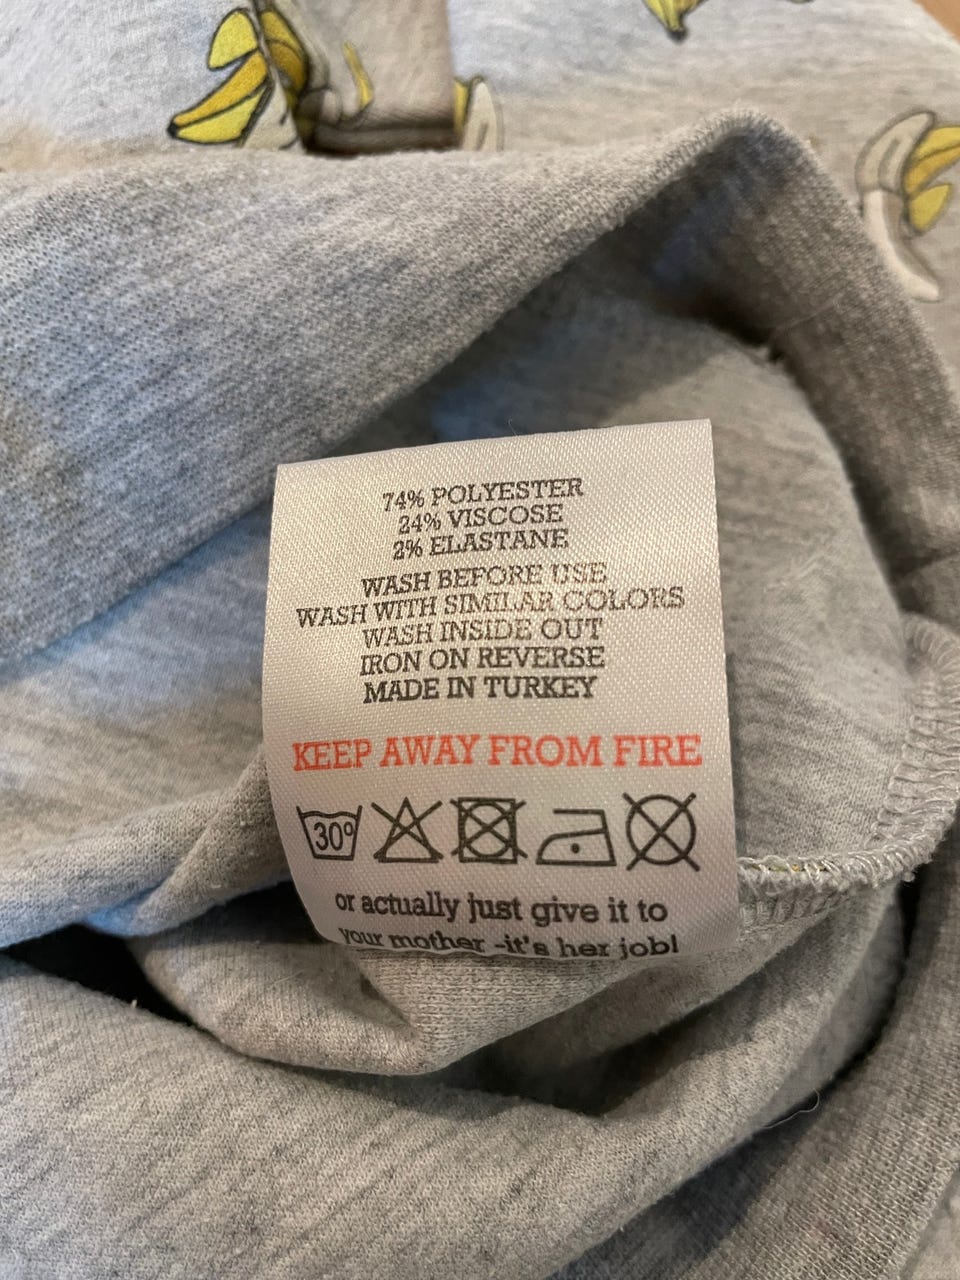 74% POLYESTER
24% VISCOSE
2% ELASTANE
WASH BEFORE USE
WASH WITH SIMILAR COLORS
WASH INSIDE OUT
IRON ON REVERSE
MADE IN TURKEY
KEEP AWAY FROM FIRE
30°
or actually just give it to
your mother -it's her job!